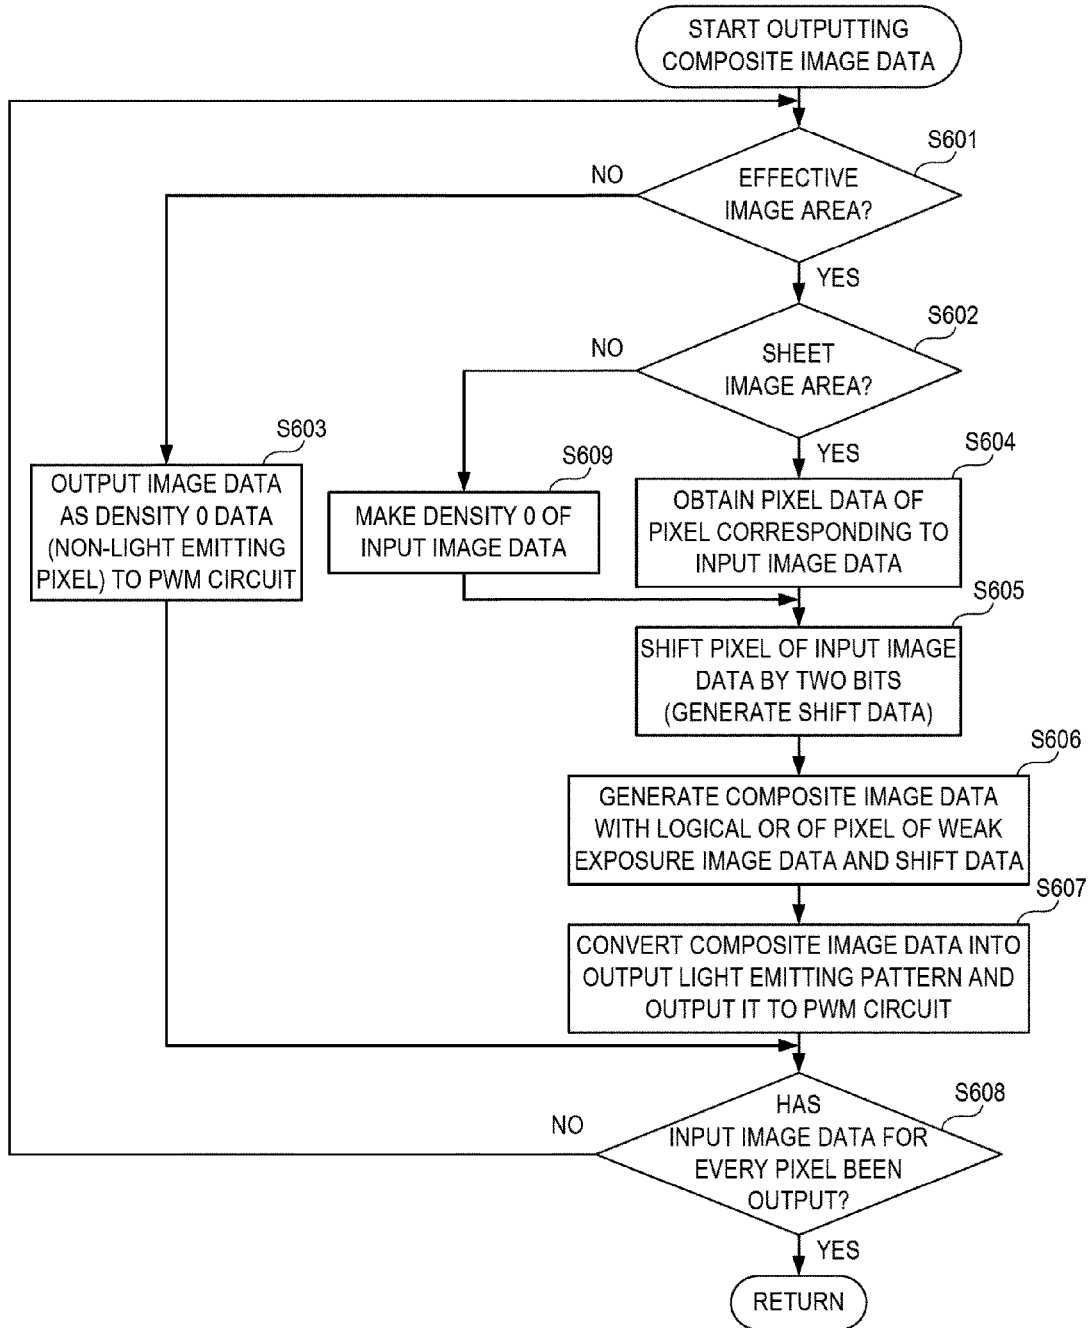 START OUTPUTTING
COMPOSITE IMAGE DATA
S601
NO
EFFECTIVE
IMAGE AREA?
YES
S602
NO
SHEET
IMAGE AREA?
YES
S603
OUTPUT IMAGE DATA
AS DENSITY 0 DATA
(NON-LIGHT EMITTING
PIXEL) TO PWM CIRCUIT
S609
MAKE DENSITY 0 OF
INPUT IMAGE DATA
S604
OBTAIN PIXEL DATA OF
PIXEL CORRESPONDING TO
INPUT IMAGE DATA
S605
SHIFT PIXEL OF INPUT IMAGE
DATA BY TWO BITS
(GENERATE SHIFT DATA)
S606
GENERATE COMPOSITE IMAGE DATA
WITH LOGICAL OR OF PIXEL OF WEAK
EXPOSURE IMAGE DATA AND SHIFT DATA
S607
CONVERT COMPOSITE IMAGE DATA INTO
OUTPUT LIGHT EMITTING PATTERN AND
OUTPUT IT TO PWM CIRCUIT
S608
NO
HAS
INPUT IMAGE DATA FOR
EVERY PIXEL BEEN
OUTPUT?
YES
RETURN